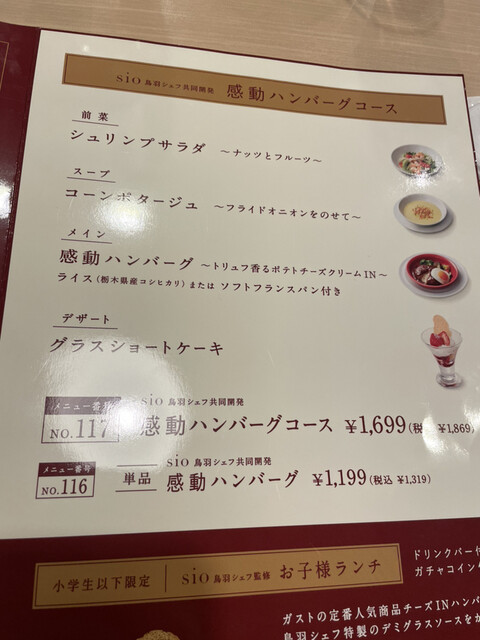 sio 鳥羽シェフ共同開発 感動ハンバーグコース
前菜
シュリンプサラダ ～ナッツとフルーツ～
スープ
コーンポタージュ ～フライドオニオンをのせて～
メイン
感動ハンバーグ ～トリュフ香るポテトチーズクリームIN～
ライス(栃木県産コシヒカリ) または ソフトフランスパン付き
デザート
グラスショートケーキ
sio 鳥羽シェフ共同開発
メニュー番号 NO.117 感動ハンバーグコース ¥1,699(税 ¥1,869)
sio 鳥羽シェフ共同開発
メニュー番号 NO.116 単品 感動ハンバーグ ¥1,199(税込 ¥1,319)
小学生以下限定 sio 鳥羽シェフ監修 お子様ランチ
ドリンクバー付
ガチャコイン
ガストの定番人気商品チーズINハンバ
鳥羽シェフ特製のデミグラスソースをか